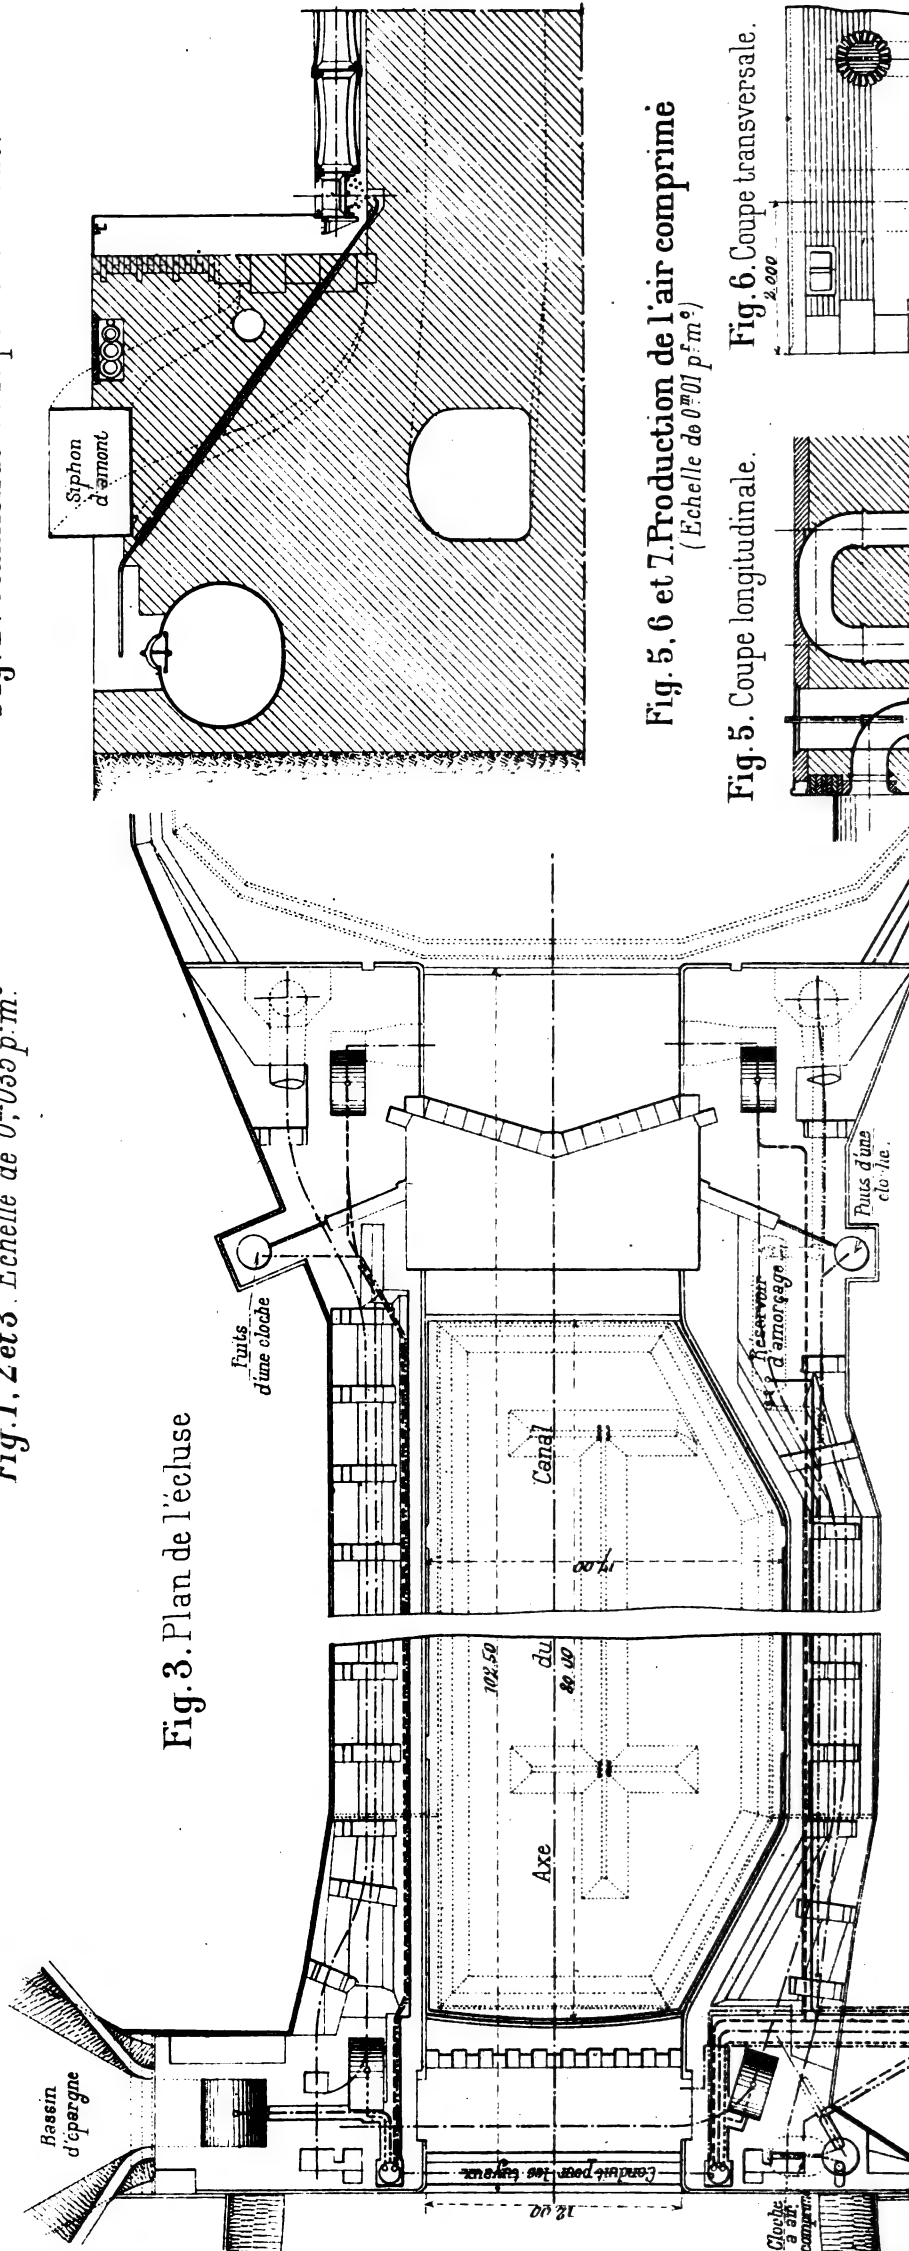 Fig. 1, 2 et 3. Echelle de 0,m035 p.m.
Siphon
d'amont
Fig. 5, 6 et 7. Production de l'air comprimé
(Echelle de 0m01 p.r m.e)
Fig. 6. Coupe transversale.
2.000
Fig. 5. Coupe longitudinale.
Fig. 3. Plan de l'écluse
Puits
d'une cloche
Puits d'une
cloche.
Réservoir
d'amorçage
Canal
17.00
du
102.50
80.00
Axe
Bassin
d'épargne
Conduit pour les tuyaux
12.00
Cloche
à air
comprimé